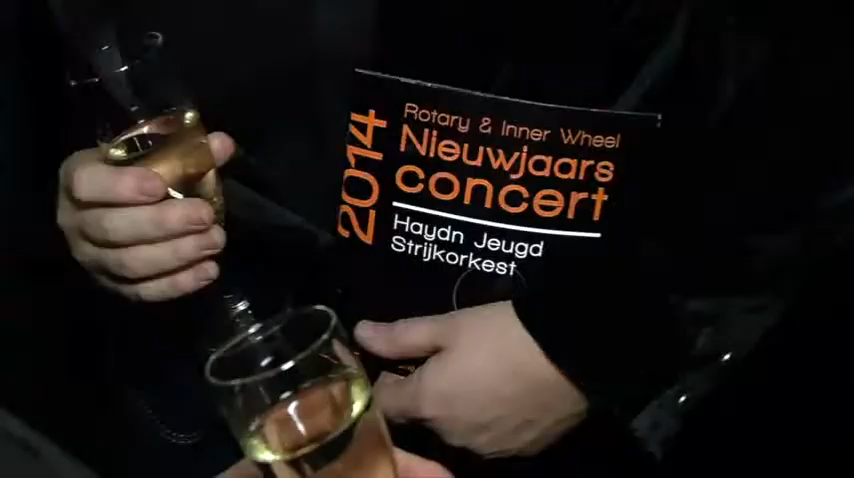 2014
Rotary & Inner Wheel
Nieuwjaars
concert
Haydn Jeugd
Strijkorkest